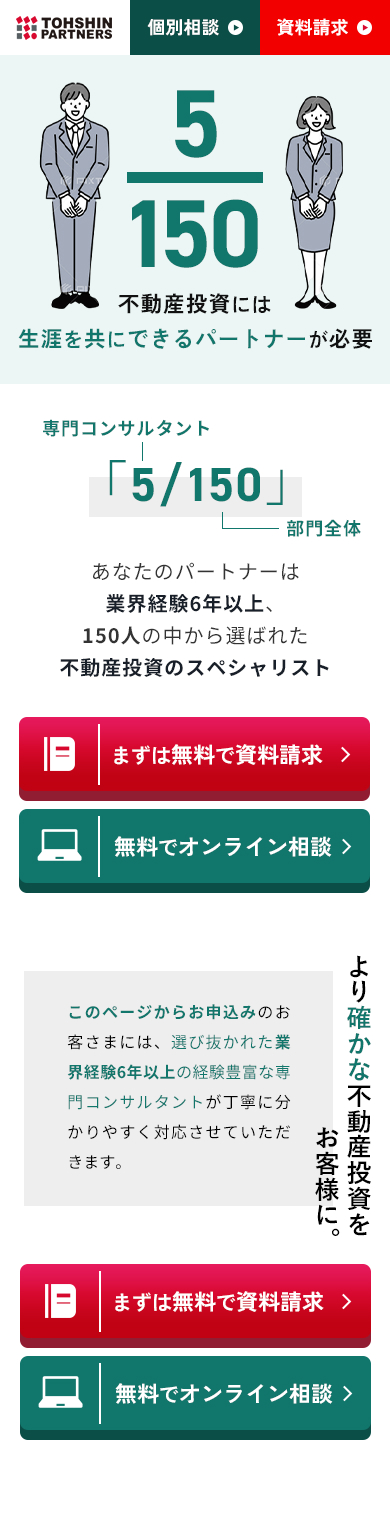 TOHSHIN
PARTNERS
個別相談
資料請求
5
150
不動産投資には
生涯を共にできるパートナーが必要
専門コンサルタント
「5/150」
部門全体
あなたのパートナーは
業界経験6年以上、
150人の中から選ばれた
不動産投資のスペシャリスト
まずは無料で資料請求
無料でオンライン相談
より確かな不動産投資を
お客様に。
このページからお申込みのお
客さまには、選び抜かれた業
界経験6年以上の経験豊富な専
門コンサルタントが丁寧に分
かりやすく対応させていただ
きます。
まずは無料で資料請求
無料でオンライン相談